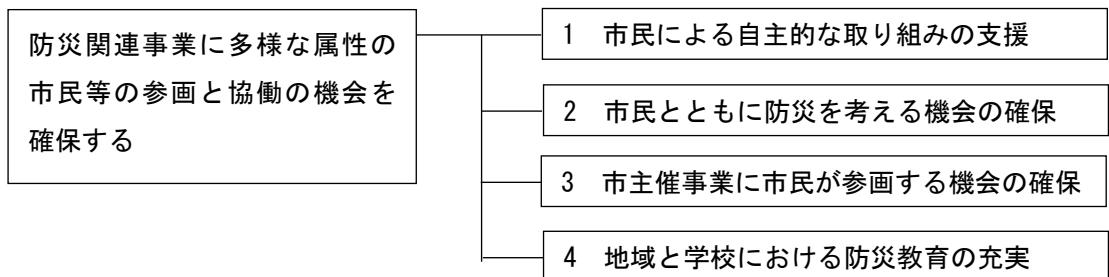 防災関連事業に多様な属性の
市民等の参画と協働の機会を
確保する
1　市民による自主的な取り組みの支援
2　市民とともに防災を考える機会の確保
3　市主催事業に市民が参画する機会の確保
4　地域と学校における防災教育の充実